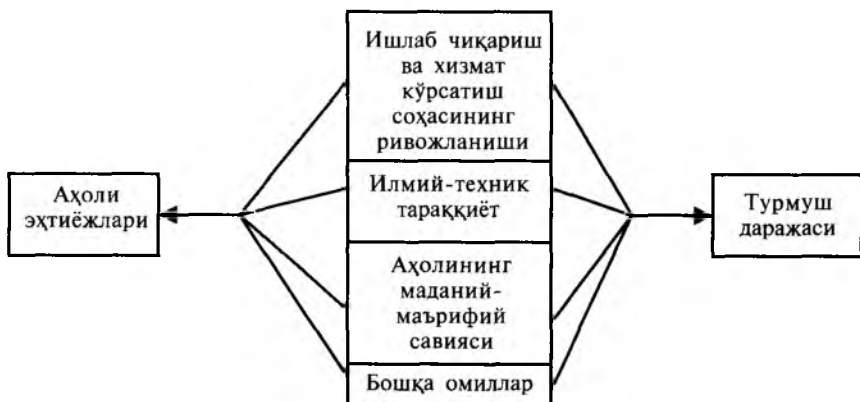 Ишлаб чиқариш
ва хизмат
кўрсатиш
соҳасининг
ривожланиши
Аҳоли
эҳтиёжлари
Илмий-техник
тараққиёт
Турмуш
даражаси
Аҳолининг
маданий-
маърифий
савияси
Бошқа омиллар